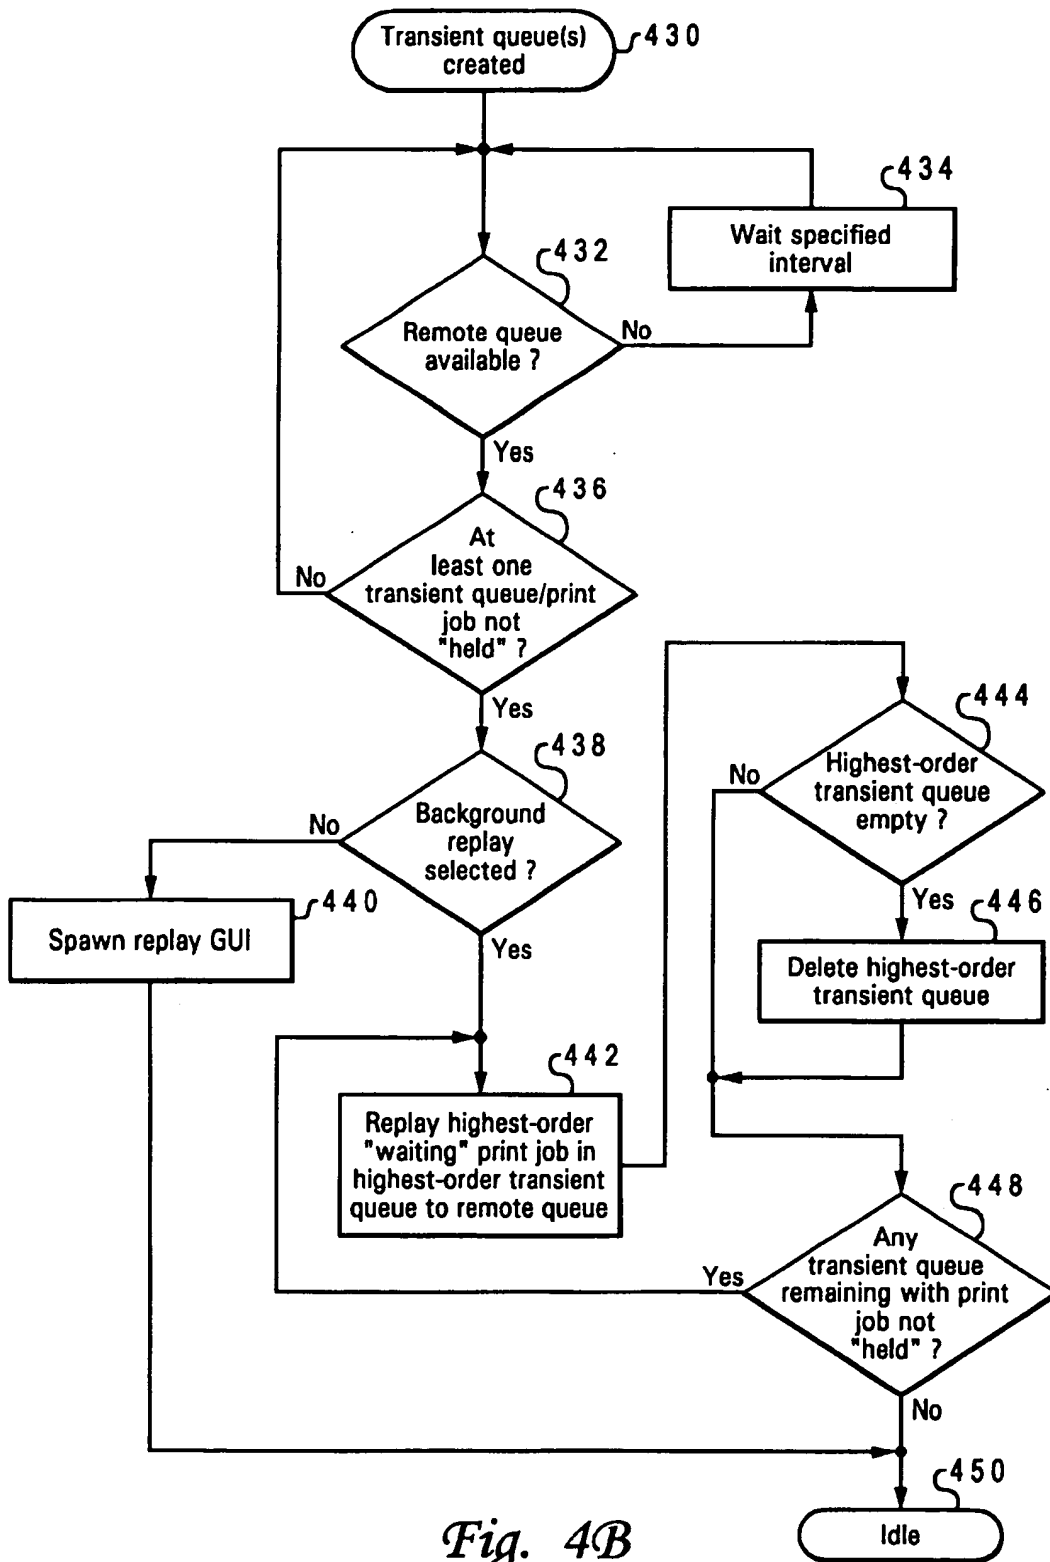 Transient queue(s)
created
430
434
Wait specified
interval
432
Remote queue
available ?
No
Yes
436
At
least one
transient queue/print
job not
"held" ?
No
Yes
438
Background
replay
selected ?
No
Yes
440
Spawn replay GUI
442
Replay highest-order
"waiting" print job in
highest-order transient
queue to remote queue
444
Highest-order
transient queue
empty ?
No
Yes
446
Delete highest-order
transient queue
448
Any
transient queue
remaining with print
job not
"held" ?
Yes
No
450
Idle
Fig. 4B